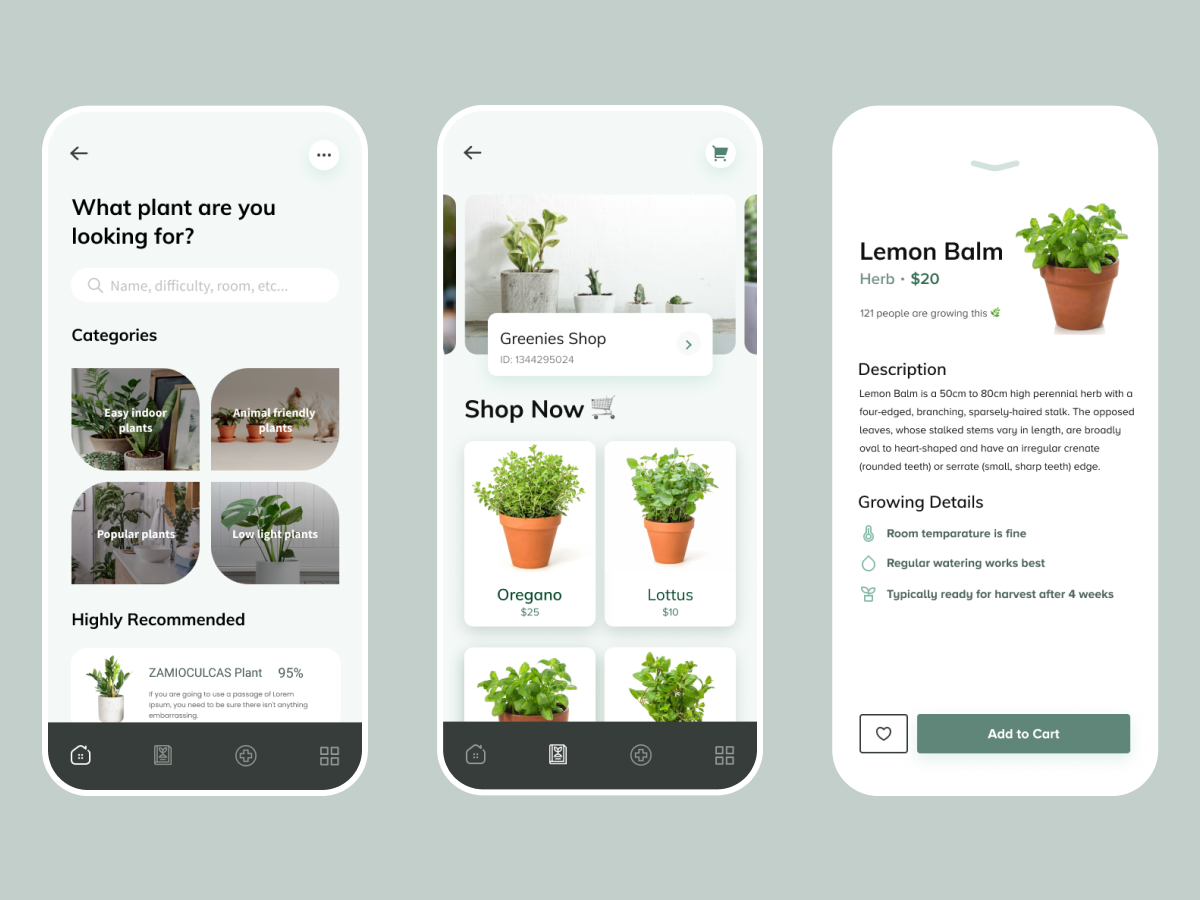 What plant are you
looking for?
Name, difficulty, room, etc...
Categories
Easy indoor
plants
Animal friendly
plants
Popular plants
Low light plants
Highly Recommended
ZAMIOCULCAS Plant 95%
If you are going to use a passage of Lorem
Ipsum, you need to be sure there isn't anything
embarrassing.
Greenies Shop
ID: 1344295024
Shop Now
Oregano
$25
Lottus
$10
Lemon Balm
Herb • $20
121 people are growing this
Description
Lemon Balm is a 50cm to 80cm high perennial herb with a
four-edged, branching, sparsely-haired stalk. The opposed
leaves, whose stalked stems vary in length, are broadly
oval to heart-shaped and have an irregular crenate
(rounded teeth) or serrate (small, sharp teeth) edge.
Growing Details
Room temparature is fine
Regular watering works best
Typically ready for harvest after 4 weeks
Add to Cart